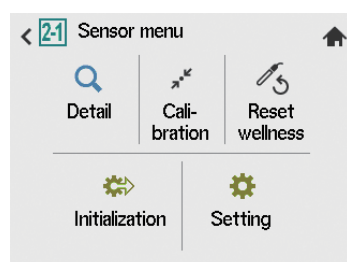 2-1 Sensor menu
Detail Cali- Reset
bration wellness
Initialization Setting